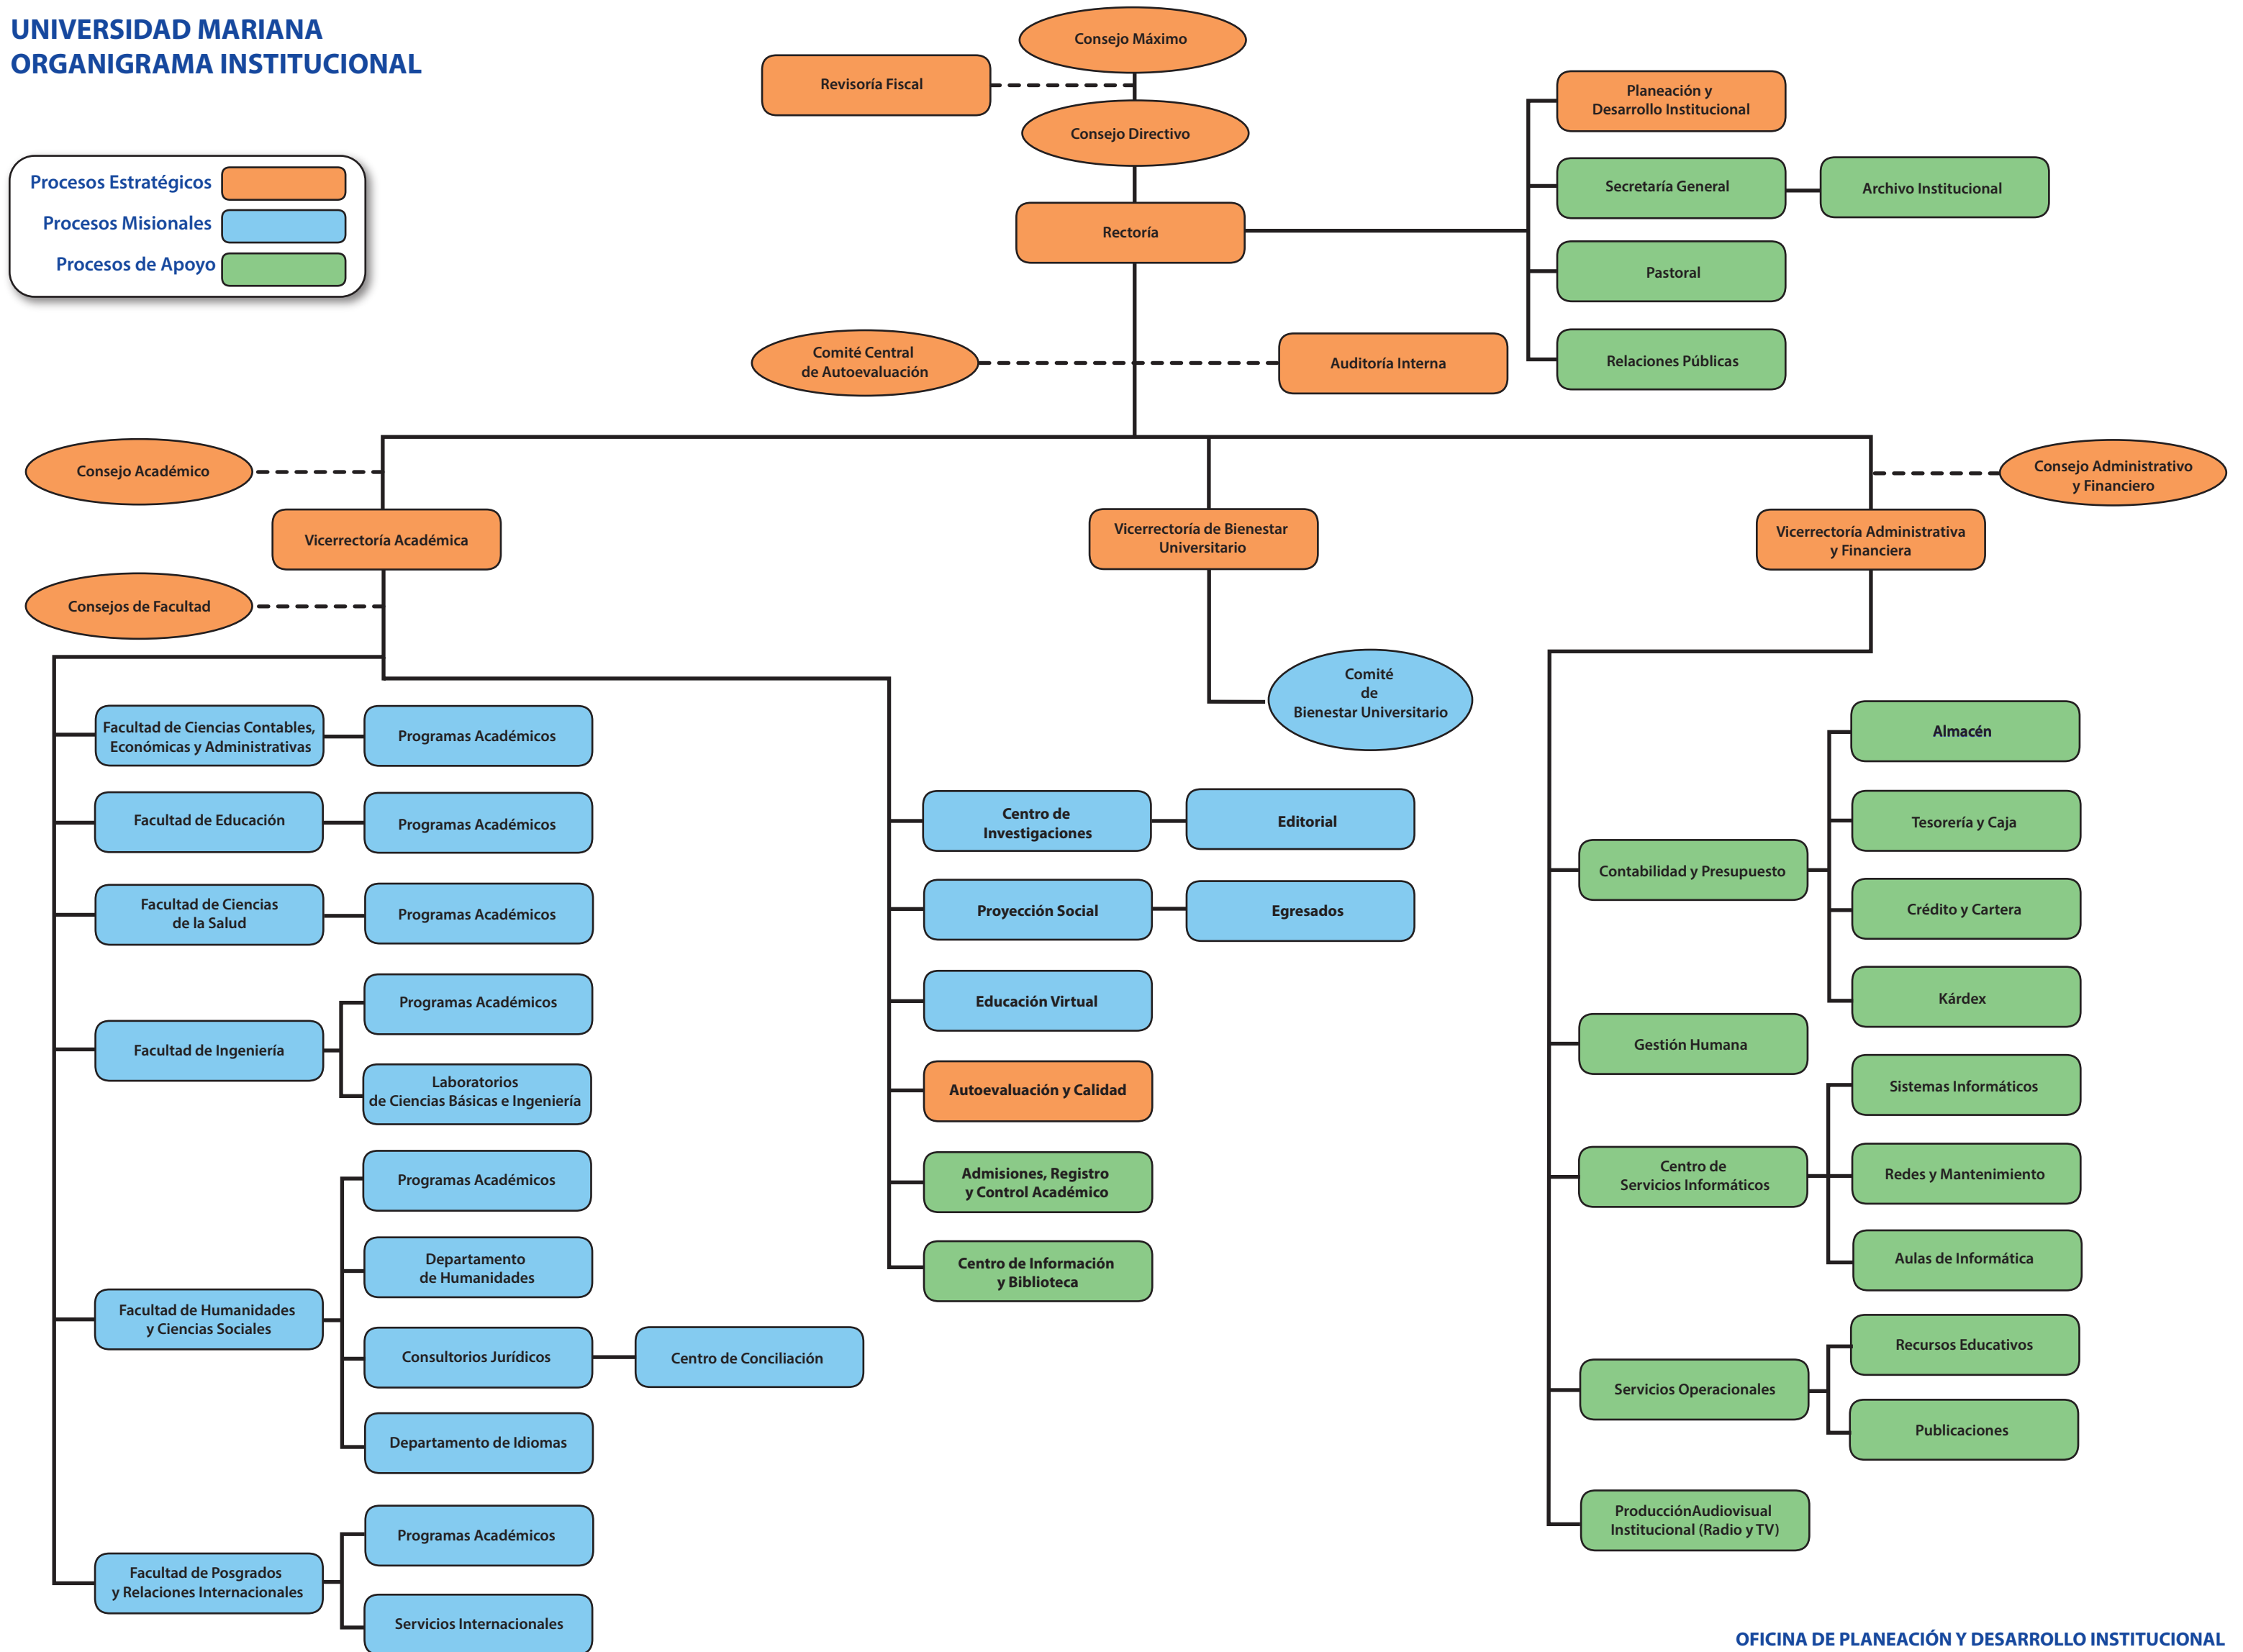 UNIVERSIDAD MARIANA
ORGANIGRAMA INSTITUCIONAL
Procesos Estratégicos
Procesos Misionales
Procesos de Apoyo
Consejo Máximo
Revisoría Fiscal
Consejo Directivo
Rectoría
Planeación y
Desarrollo Institucional
Secretaría General
Archivo Institucional
Pastoral
Relaciones Públicas
Comité Central
de Autoevaluación
Auditoría Interna
Consejo Académico
Consejo Administrativo
y Financiero
Vicerrectoría Académica
Vicerrectoría de Bienestar
Universitario
Vicerrectoría Administrativa
y Financiera
Consejos de Facultad
Comité
de
Bienestar Universitario
Facultad de Ciencias Contables,
Económicas y Administrativas
Programas Académicos
Facultad de Educación
Programas Académicos
Facultad de Ciencias
de la Salud
Programas Académicos
Facultad de Ingeniería
Programas Académicos
Laboratorios
de Ciencias Básicas e Ingeniería
Facultad de Humanidades
y Ciencias Sociales
Programas Académicos
Departamento
de Humanidades
Consultorios Jurídicos
Centro de Conciliación
Departamento de Idiomas
Facultad de Posgrados
y Relaciones Internacionales
Programas Académicos
Servicios Internacionales
Centro de
Investigaciones
Editorial
Proyección Social
Egresados
Educación Virtual
Autoevaluación y Calidad
Admisiones, Registro
y Control Académico
Centro de Información
y Biblioteca
Contabilidad y Presupuesto
Almacén
Tesorería y Caja
Crédito y Cartera
Kárdex
Gestión Humana
Centro de
Servicios Informáticos
Sistemas Informáticos
Redes y Mantenimiento
Aulas de Informática
Servicios Operacionales
Recursos Educativos
Publicaciones
ProducciónAudiovisual
Institucional (Radio y TV)
OFICINA DE PLANEACIÓN Y DESARROLLO INSTITUCIONAL